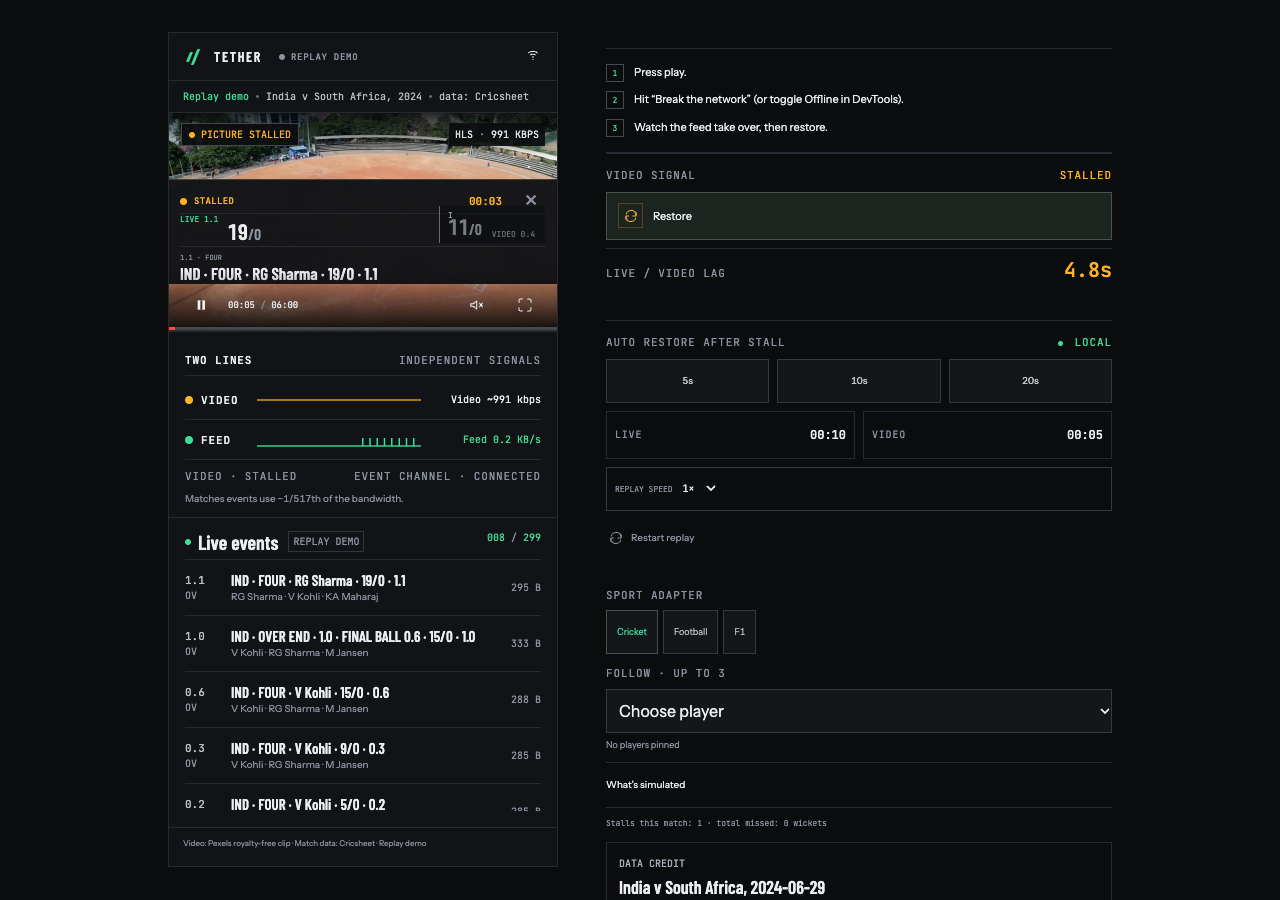 TETHER
REPLAY DEMO
Replay demo • India v South Africa, 2024 • data: Cricsheet
PICTURE STALLED
HLS · 991 KBPS
STALLED
00:03
LIVE 1.1
19/0
11/0
VIDEO 0.4
1.1 · FOUR
IND · FOUR · RG Sharma · 19/0 · 1.1
00:05 / 06:00
TWO LINES
INDEPENDENT SIGNALS
VIDEO
Video ~991 kbps
FEED
Feed 0.2 KB/s
VIDEO · STALLED
EVENT CHANNEL · CONNECTED
Matches events use ~1/517th of the bandwidth.
Live events
REPLAY DEMO
008 / 299
1.1
OV
IND · FOUR · RG Sharma · 19/0 · 1.1
RG Sharma · V Kohli · KA Maharaj
295 B
1.0
OV
IND · OVER END · 1.0 · FINAL BALL 0.6 · 15/0 · 1.0
V Kohli · RG Sharma · M Jansen
333 B
0.6
OV
IND · FOUR · V Kohli · 15/0 · 0.6
V Kohli · RG Sharma · M Jansen
288 B
0.3
OV
IND · FOUR · V Kohli · 9/0 · 0.3
V Kohli · RG Sharma · M Jansen
285 B
0.2
IND · FOUR · V Kohli · 5/0 · 0.2
Video: Pexels royalty-free clip · Match data: Cricsheet · Replay demo
1 Press play.
2 Hit “Break the network” (or toggle Offline in DevTools).
3 Watch the feed take over, then restore.
VIDEO SIGNAL
STALLED
Restore
LIVE / VIDEO LAG
4.8s
AUTO RESTORE AFTER STALL
LOCAL
5s
10s
20s
LIVE
00:10
VIDEO
00:05
REPLAY SPEED 1×
Restart replay
SPORT ADAPTER
Cricket
Football
F1
FOLLOW · UP TO 3
Choose player
No players pinned
What's simulated
Stalls this match: 1 · total missed: 0 wickets
DATA CREDIT
India v South Africa, 2024-06-29